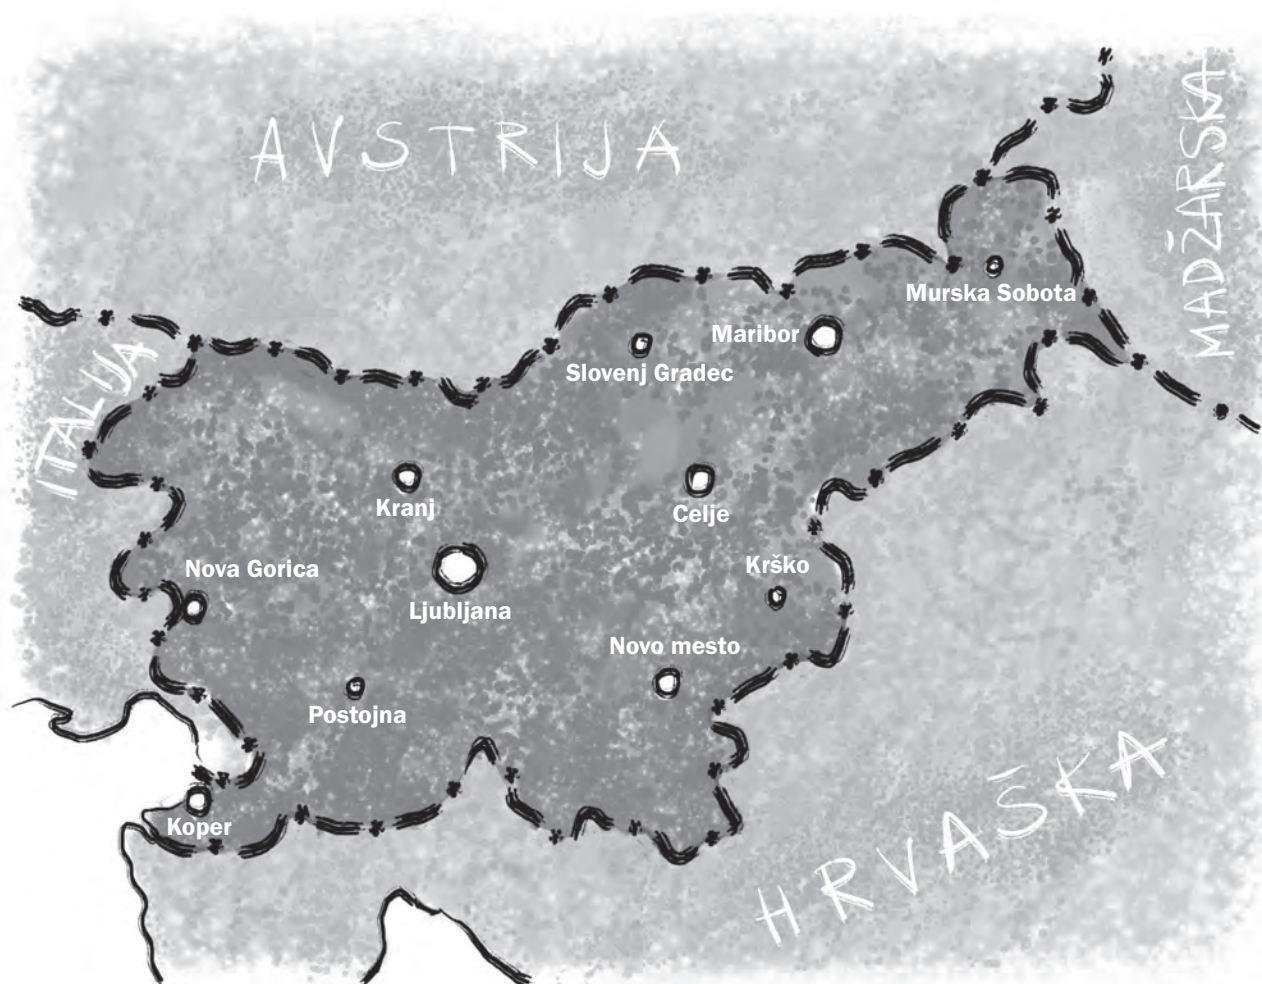 AVSTRIJA
MADŽARSKA
ITALIJA
Murska Sobota
Maribor
Slovenj Gradec
Kranj
Celje
Nova Gorica
Krško
Ljubljana
Novo mesto
Postojna
Koper
HRVAŠKA